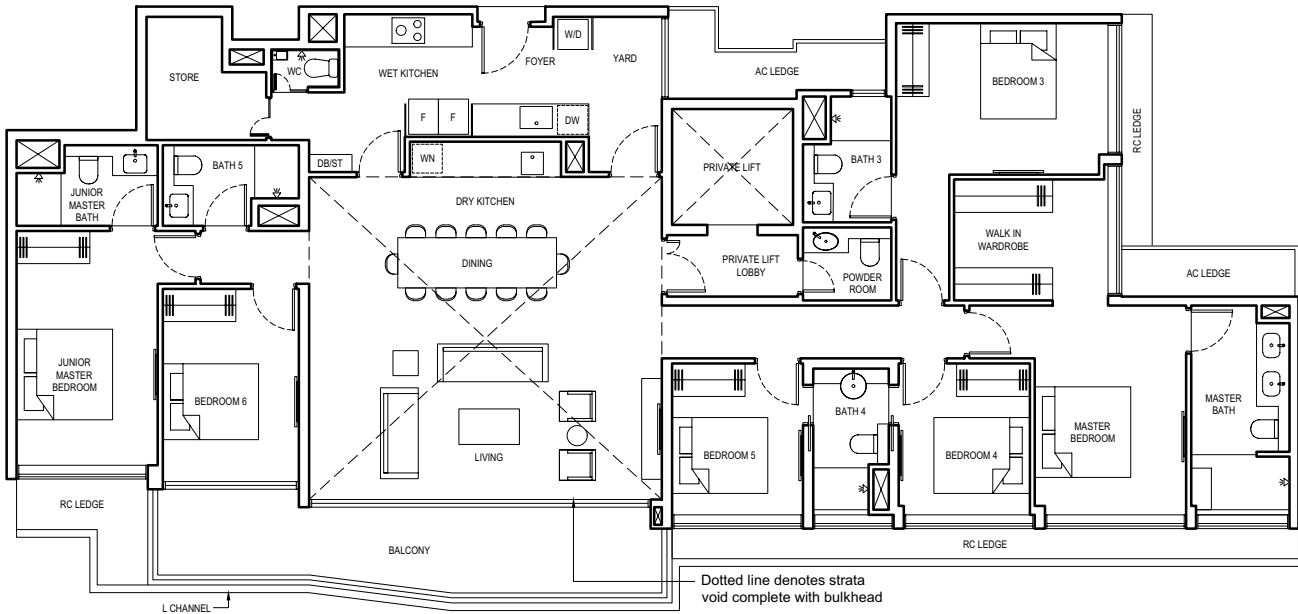 W/D
FOYER
YARD
WC
WET KITCHEN
STORE
AC LEDGE
BEDROOM 3
F
F
DW
RC LEDGE
DB/ST
WN
PRIVATE LIFT
BATH 3
BATH 5
JUNIOR
MASTER
BATH
DRY KITCHEN
WALK IN
WARDROBE
DINING
PRIVATE LIFT
LOBBY
POWDER
ROOM
AC LEDGE
JUNIOR
MASTER
BEDROOM
BEDROOM 6
LIVING
BEDROOM 5
BATH 4
BEDROOM 4
MASTER
BEDROOM
MASTER
BATH
RC LEDGE
BALCONY
RC LEDGE
Dotted line denotes strata
void complete with bulkhead
L CHANNEL